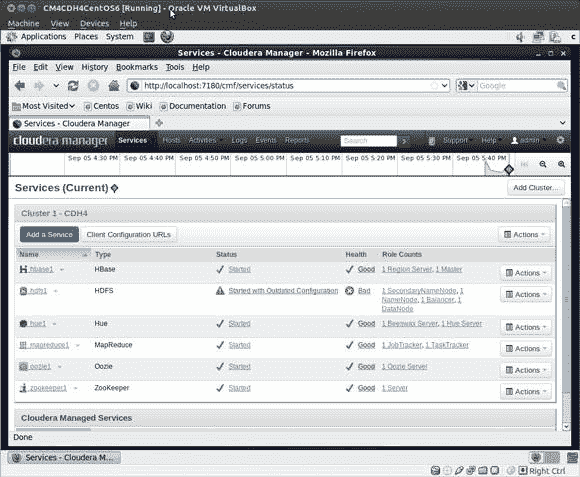 CM4CDH4CentOS6 [Running] - Oracle VM VirtualBox
Machine View Devices Help
Applications Places System
Services - Cloudera Manager - Mozilla Firefox
File Edit View History Bookmarks Tools Help
http://localhost:7180/cmf/services/status Google
Most Visited Centos Wiki Documentation Forums
Services - Cloudera Manager
cloudera manager Services Hosts Activities Logs Events Reports Search Support Help admin
Sep 05 4:30 PM Sep 05 4:40 PM Sep 05 4:50 PM Sep 05 5:00 PM Sep 05 5:10 PM Sep 05 5:20 PM Sep 05 5:30 PM Sep 05 5:40 PM
Services (Current) Add Cluster...
Cluster 1 - CDH4
Add a Service Client Configuration URLs Actions
Name Type Status Health Role Counts
hbase1 HBase Started Good 1 Region Server, 1 Master Actions
hdfs1 HDFS Started with Outdated Configuration Bad 1 SecondaryNameNode, 1 Actions
NameNode, 1 Balancer, 1
DataNode
hue1 Hue Started Good 1 Beeswax Server, 1 Hue Server Actions
mapreduce1 MapReduce Started Good 1 JobTracker, 1 TaskTracker Actions
oozie1 Oozie Started Good 1 Oozie Server Actions
zookeeper1 ZooKeeper Started Good 1 Server Actions
Cloudera Managed Services
Done
Services - Cloudera M...
Right Ctrl